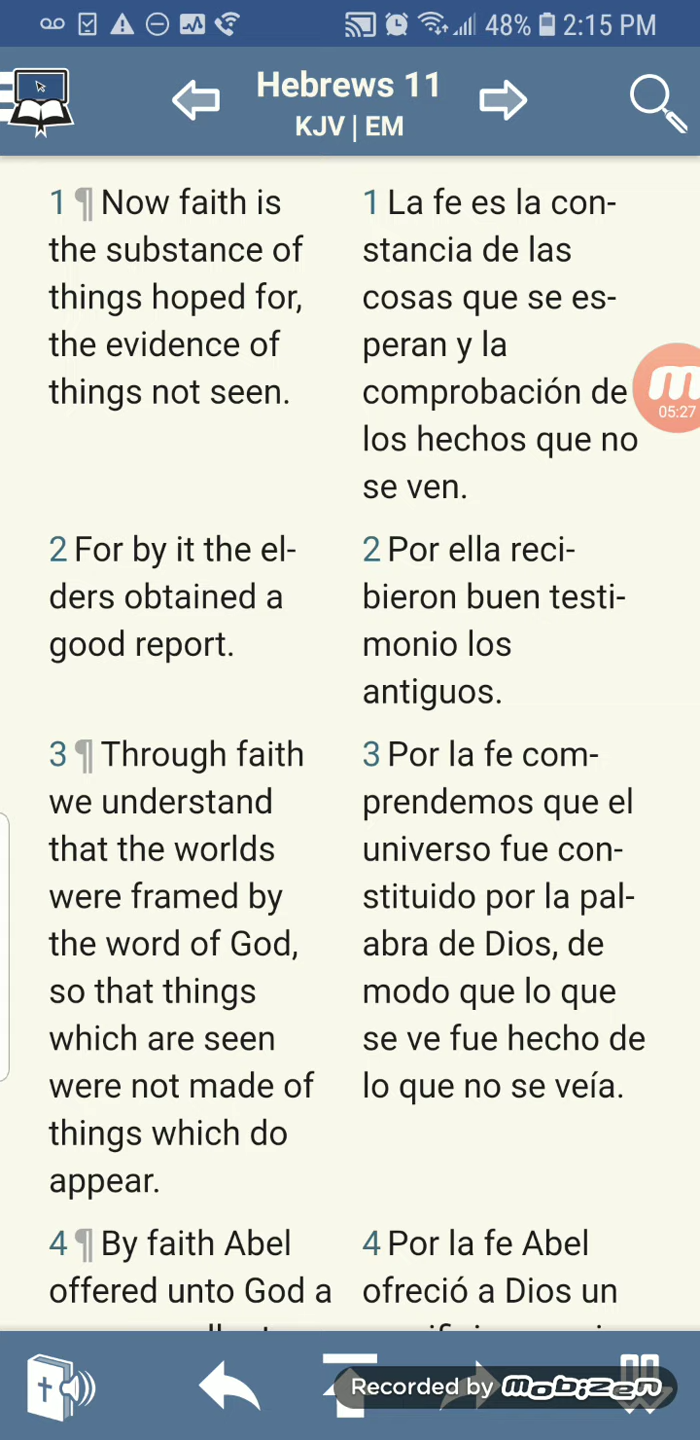 48% 2:15 PM
Hebrews 11
KJV | EM
1 ¶ Now faith is
the substance of
things hoped for,
the evidence of
things not seen.
1 La fe es la con-
stancia de las
cosas que se es-
peran y la
comprobación de
los hechos que no
se ven.
05:27
2 For by it the el-
ders obtained a
good report.
2 Por ella reci-
bieron buen testi-
monio los
antiguos.
3 ¶ Through faith
we understand
that the worlds
were framed by
the word of God,
so that things
which are seen
were not made of
things which do
appear.
3 Por la fe com-
prendemos que el
universo fue con-
stituido por la pal-
abra de Dios, de
modo que lo que
se ve fue hecho de
lo que no se veía.
4 ¶ By faith Abel
offered unto God a
4 Por la fe Abel
ofreció a Dios un
Recorded by mobizen